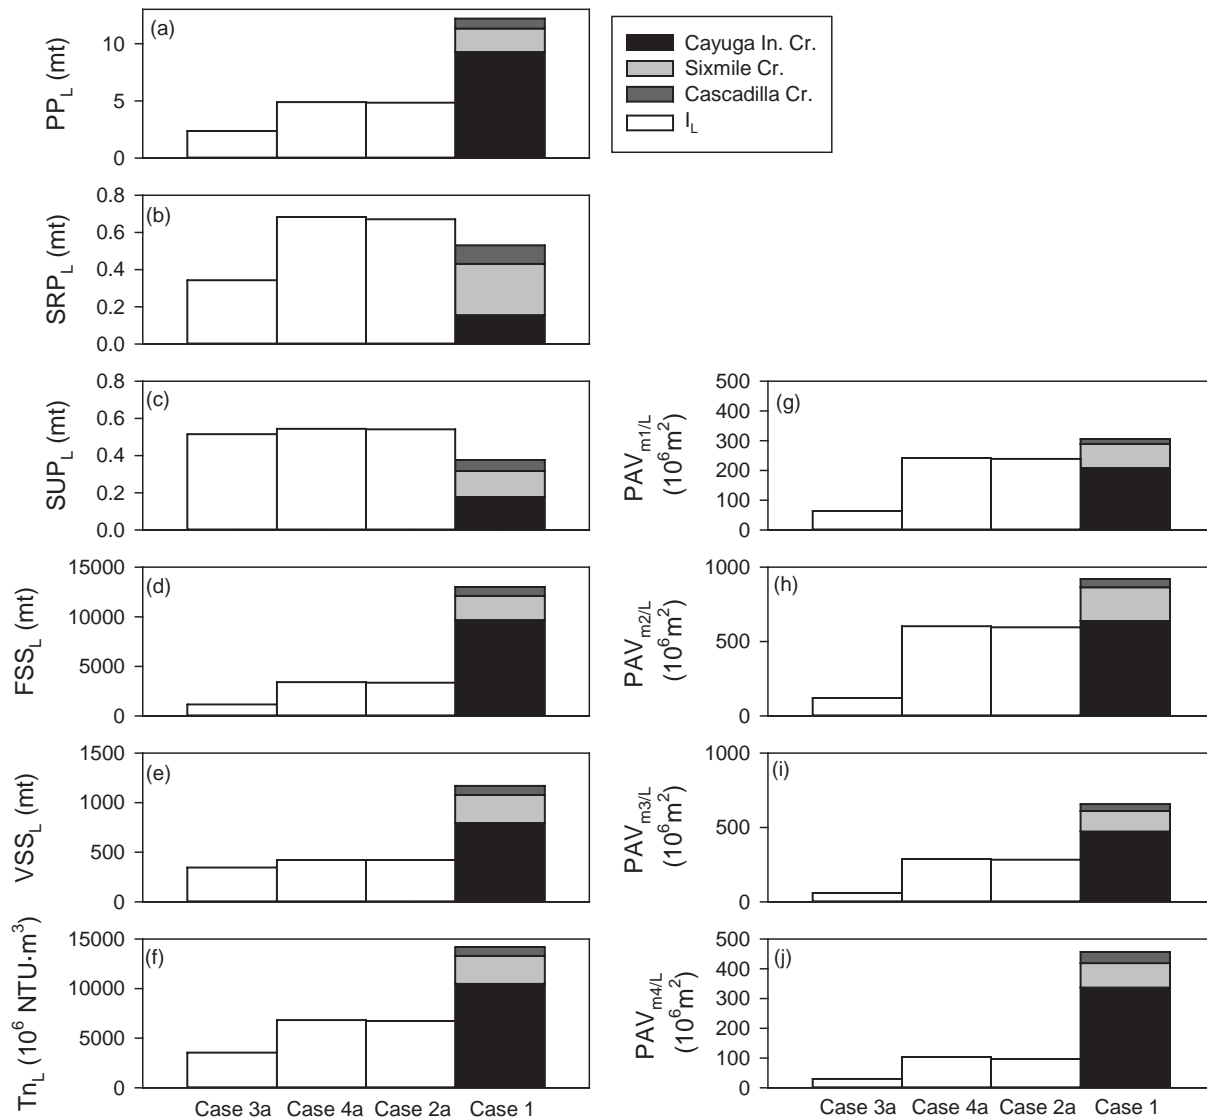 (a)
PP_L (mt)
10
5
0
Cayuga In. Cr.
Sixmile Cr.
Cascadilla Cr.
I_L
(b)
SRP_L (mt)
0.8
0.6
0.4
0.2
0.0
(c)
SUP_L (mt)
0.8
0.6
0.4
0.2
0.0
(d)
FSS_L (mt)
15000
10000
5000
0
(e)
VSS_L (mt)
1500
1000
500
0
(f)
Tn_L (10^6 NTU·m^3)
15000
10000
5000
0
Case 3a Case 4a Case 2a Case 1
(g)
PAV_m1/L
(10^6m^2)
500
400
300
200
100
0
(h)
PAV_m2/L
(10^6m^2)
1000
500
0
(i)
PAV_m3/L
(10^6m^2)
1000
500
0
(j)
PAV_m4/L
(10^6m^2)
500
400
300
200
100
0
Case 3a Case 4a Case 2a Case 1